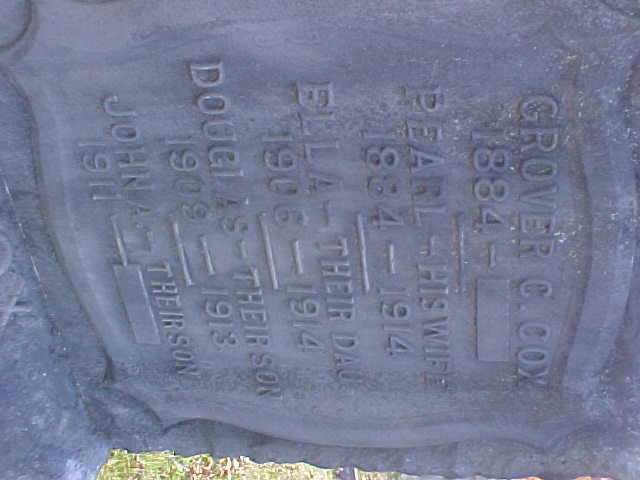 GROVER C. COX
1884 –
PEARL – HIS WIFE
1884 – 1914
ELLA – THEIR DAU
1906 – 1914
DOUGLAS – THEIR SON
1909 – 1913
JOHN A. – THEIR SON
1911 –